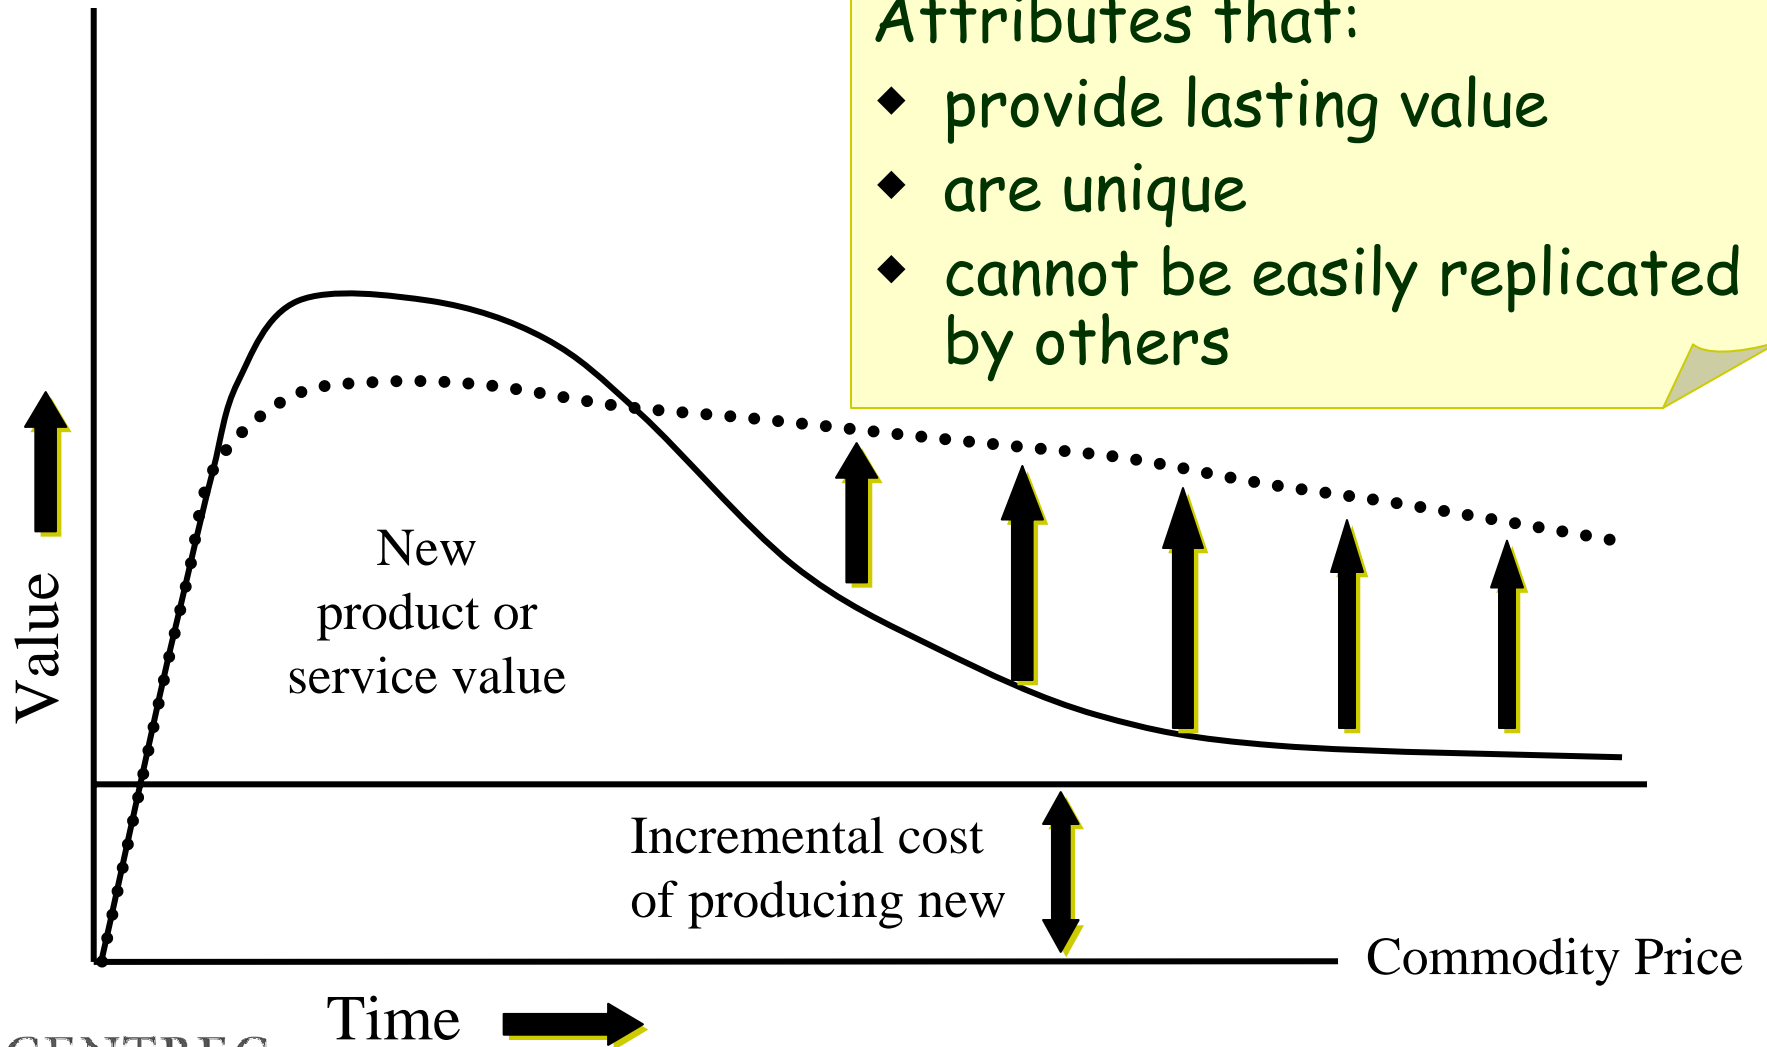 Attributes that:
◆ provide lasting value
◆ are unique
◆ cannot be easily replicated
by others
Value
New
product or
service value
Incremental cost
of producing new
Commodity Price
Time
CENTREC